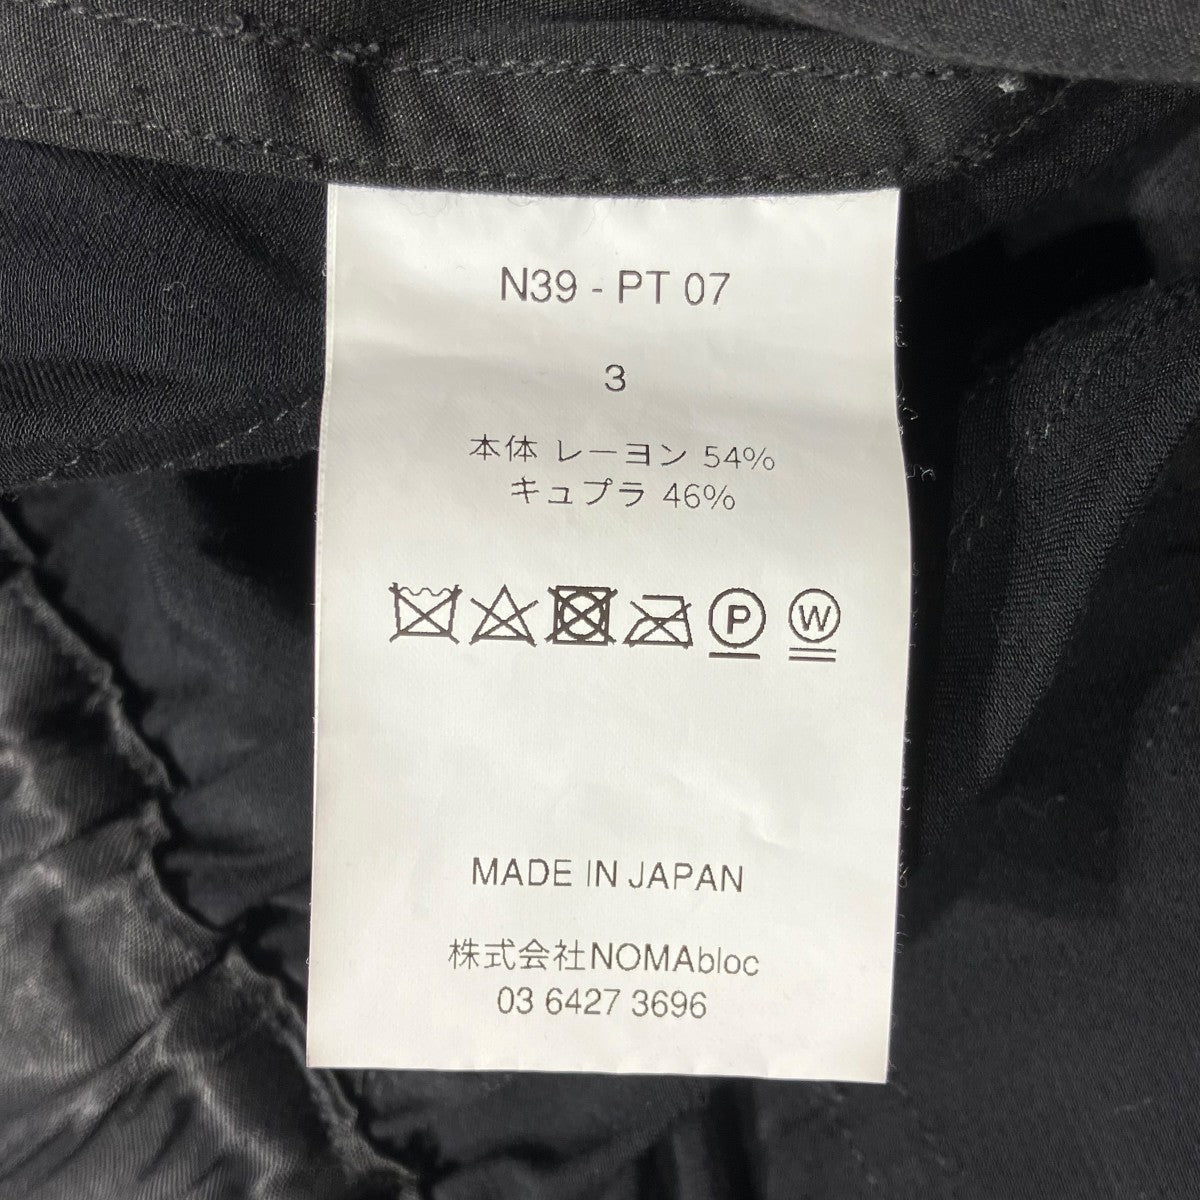 N39 - PT 07
3
本体 レーヨン 54%
キュプラ 46%
P W
MADE IN JAPAN
株式会社NOMAbloc
03 6427 3696